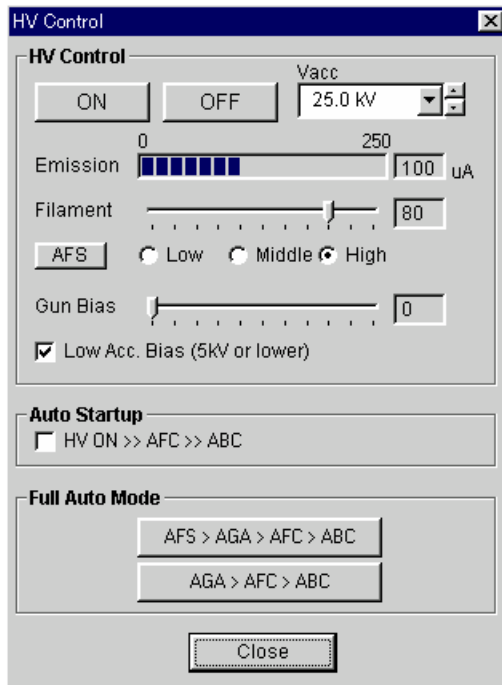 HV Control
HV Control
ON OFF Vacc 25.0 kV
0 250
Emission 100 uA
Filament 80
AFS Low Middle High
Gun Bias 0
Low Acc. Bias (5kV or lower)
Auto Startup
HV ON >> AFC >> ABC
Full Auto Mode
AFS > AGA > AFC > ABC
AGA > AFC > ABC
Close